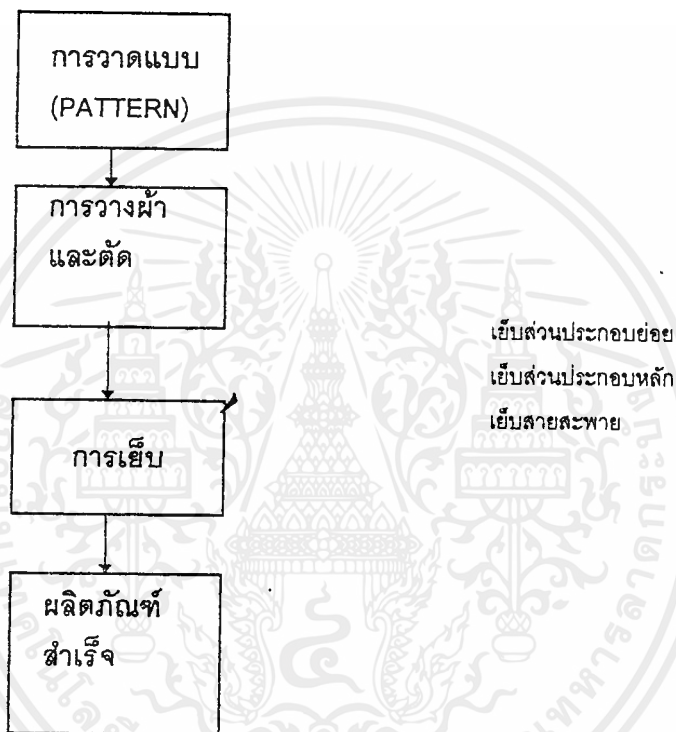 การวาดแบบ
(PATTERN)
การวางผ้า
และตัด
เย็บส่วนประกอบย่อย
เย็บส่วนประกอบหลัก
เย็บสายสะพาย
การเย็บ
ผลิตภัณฑ์
สำเร็จ